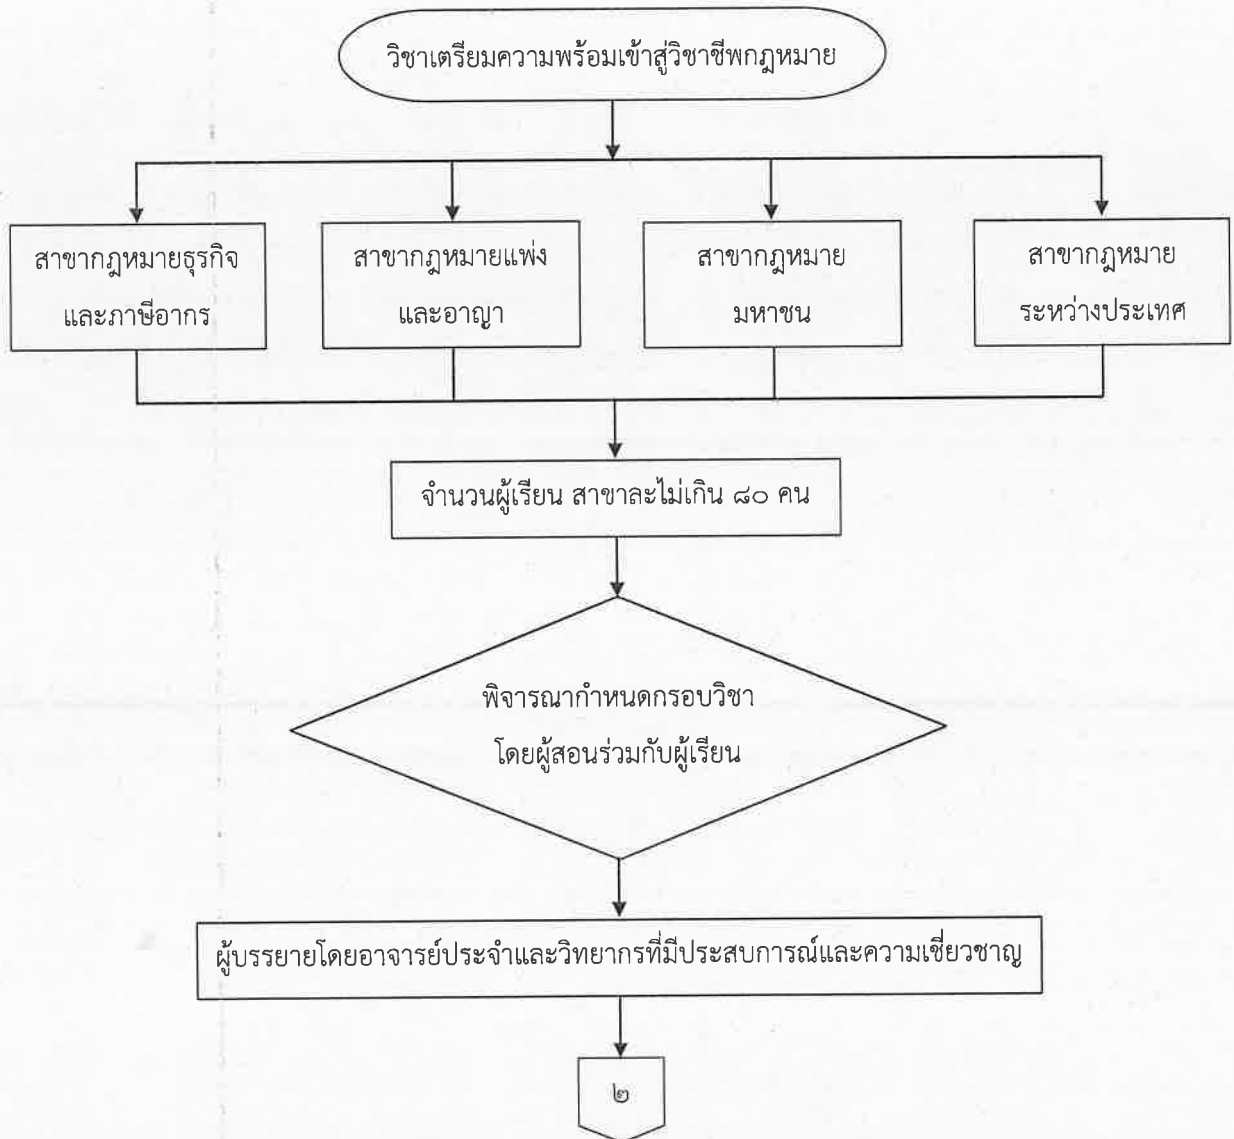 วิชาเตรียมความพร้อมเข้าสู่วิชาชีพกฎหมาย
สาขากฎหมายธุรกิจ
และภาษีอากร
สาขากฎหมายแพ่ง
และอาญา
สาขากฎหมาย
มหาชน
สาขากฎหมาย
ระหว่างประเทศ
จำนวนผู้เรียน สาขาละไม่เกิน ๘๐ คน
พิจารณากำหนดกรอบวิชา
โดยผู้สอนร่วมกับผู้เรียน
ผู้บรรยายโดยอาจารย์ประจำและวิทยากรที่มีประสบการณ์และความเชี่ยวชาญ
๒